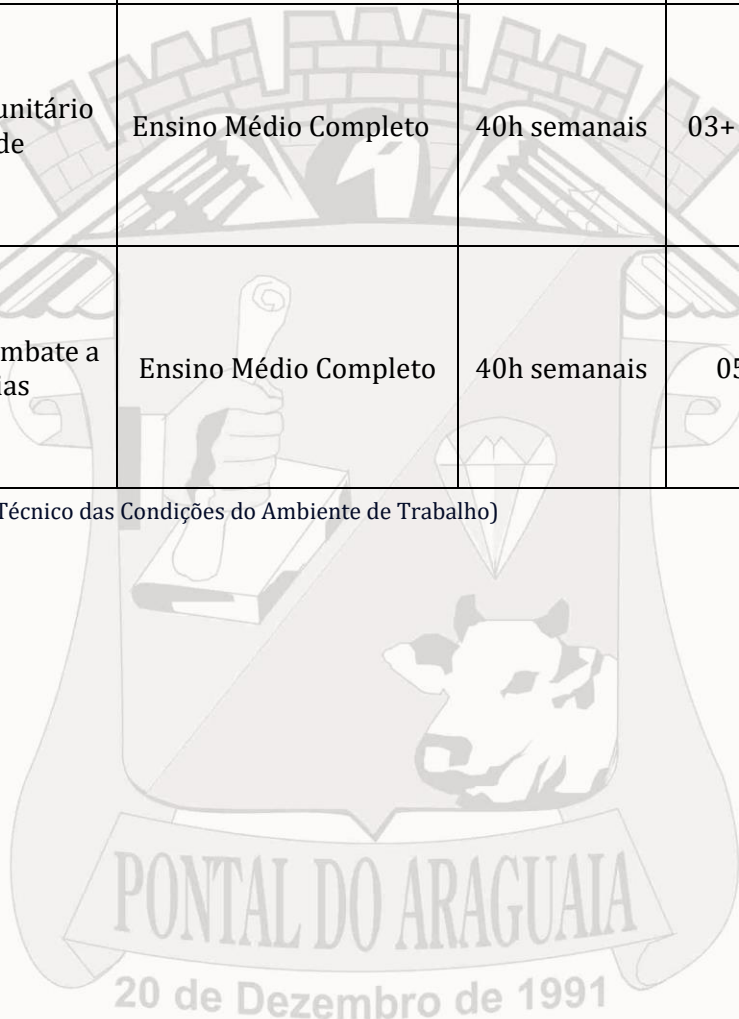 unitário
de
Ensino Médio Completo
40h semanais
03+
mbate a
ias
Ensino Médio Completo
40h semanais
05
Técnico das Condições do Ambiente de Trabalho)
PONTAL DO ARAGUAIA
20 de Dezembro de 1991